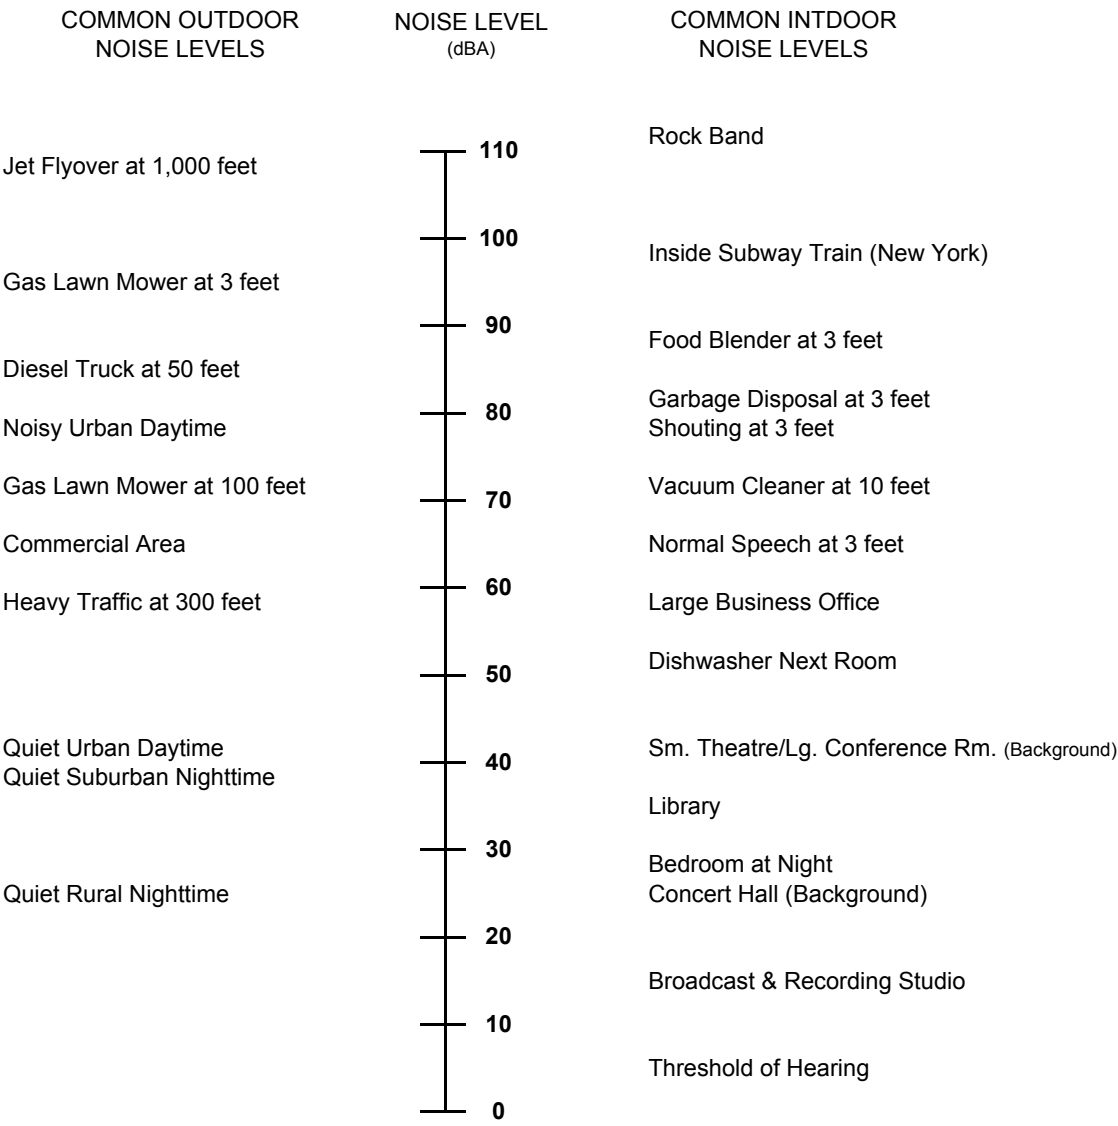 COMMON OUTDOOR
NOISE LEVELS
NOISE LEVEL
(dBA)
COMMON INTDOOR
NOISE LEVELS
Rock Band
110
Jet Flyover at 1,000 feet
100
Inside Subway Train (New York)
Gas Lawn Mower at 3 feet
90
Food Blender at 3 feet
Diesel Truck at 50 feet
Garbage Disposal at 3 feet
80
Noisy Urban Daytime
Shouting at 3 feet
Gas Lawn Mower at 100 feet
Vacuum Cleaner at 10 feet
70
Commercial Area
Normal Speech at 3 feet
60
Heavy Traffic at 300 feet
Large Business Office
Dishwasher Next Room
50
Quiet Urban Daytime
Sm. Theatre/Lg. Conference Rm. (Background)
40
Quiet Suburban Nighttime
Library
30
Bedroom at Night
Quiet Rural Nighttime
Concert Hall (Background)
20
Broadcast & Recording Studio
10
Threshold of Hearing
0